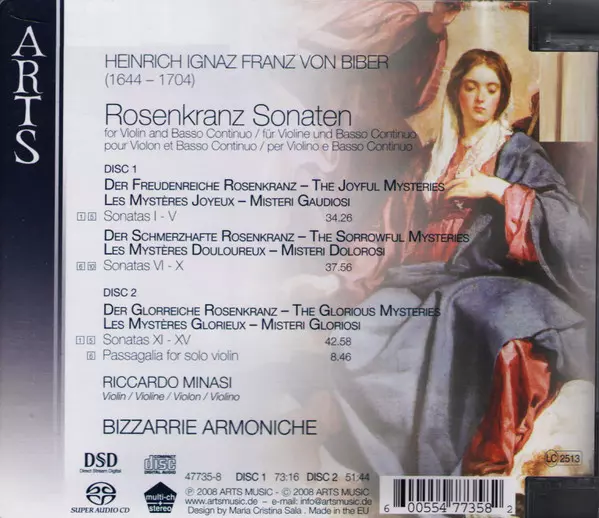 ARTS
HEINRICH IGNAZ FRANZ VON BIBER
(1644 – 1704)
Rosenkranz Sonaten
for Violin and Basso Continuo / für Violine und Basso Continuo
pour Violon et Basso Continuo / per Violino e Basso Continuo
DISC 1
DER FREUDENREICHE ROSENKRANZ – THE JOYFUL MYSTERIES
LES MYSTÈRES JOYEUX – MISTERI GAUDIOSI
1 5 Sonatas I - V 34.26
DER SCHMERZHAFTE ROSENKRANZ – THE SORROWFUL MYSTERIES
LES MYSTÈRES DOULOUREUX – MISTERI DOLOROSI
6 10 Sonatas VI - X 37.56
DISC 2
DER GLORREICHE ROSENKRANZ – THE GLORIOUS MYSTERIES
LES MYSTÈRES GLORIEUX – MISTERI GLORIOSI
1 5 Sonatas XI - XV 42.58
6 Passagalia for solo violin 8.46
RICCARDO MINASI
Violin / Violine / Violon / Violino
BIZZARRIE ARMONICHE
DSD
Direct Stream Digital
COMPACT
disc
DIGITAL AUDIO
SUPER AUDIO CD
multi-ch
+
stereo
47735-8 DISC 1 73:16 DISC 2 51:44
℗ 2008 ARTS MUSIC - © 2008 ARTS MUSIC
www.artsmusic.de – e-mail: info@artsmusic.de
Design by Maria Cristina Sala . Made in the EU
LC 2513
6 00554 77358 2